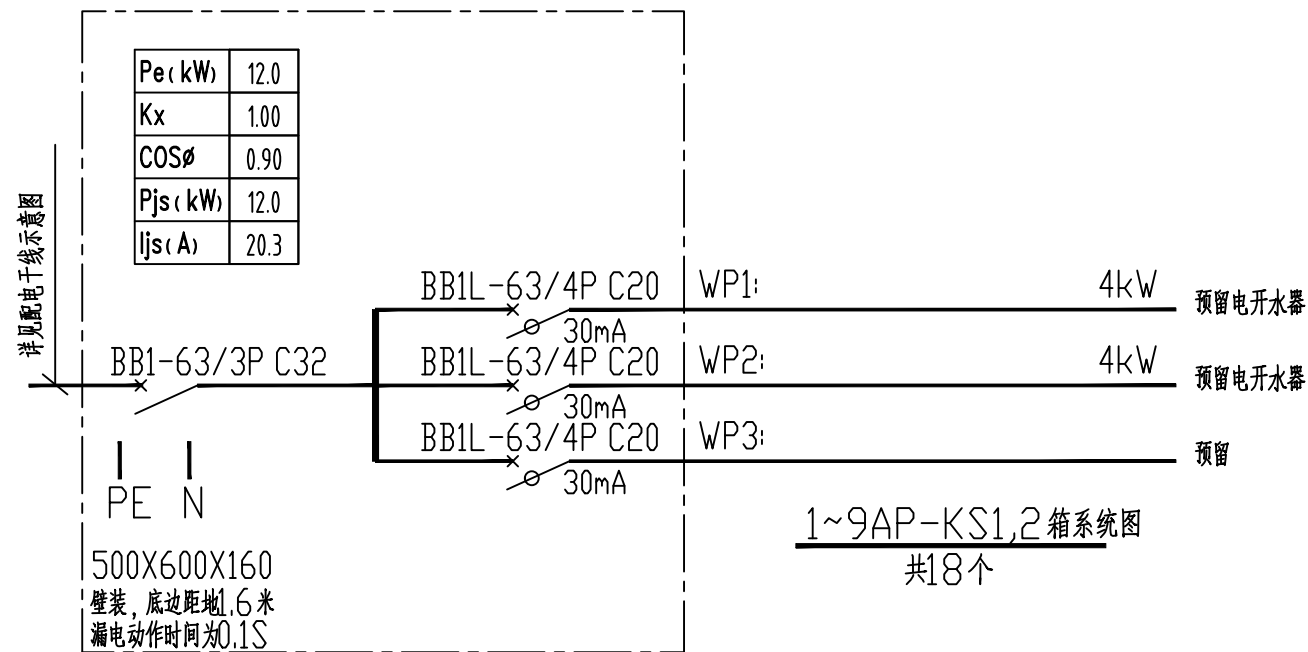 Pe(kW) 12.0
Kx 1.00
COSø 0.90
Pjs(kW) 12.0
Ijs(A) 20.3
详见配电干线示意图
BB1-63/3P C32
BB1L-63/4P C20 WP1: 4kW 预留电开水器
30mA
BB1L-63/4P C20 WP2: 4kW 预留电开水器
30mA
BB1L-63/4P C20 WP3: 预留
30mA
PE N
1~9AP-KS1,2箱系统图
共18个
500X600X160
壁装,底边距地1.6米
漏电动作时间为0.1S